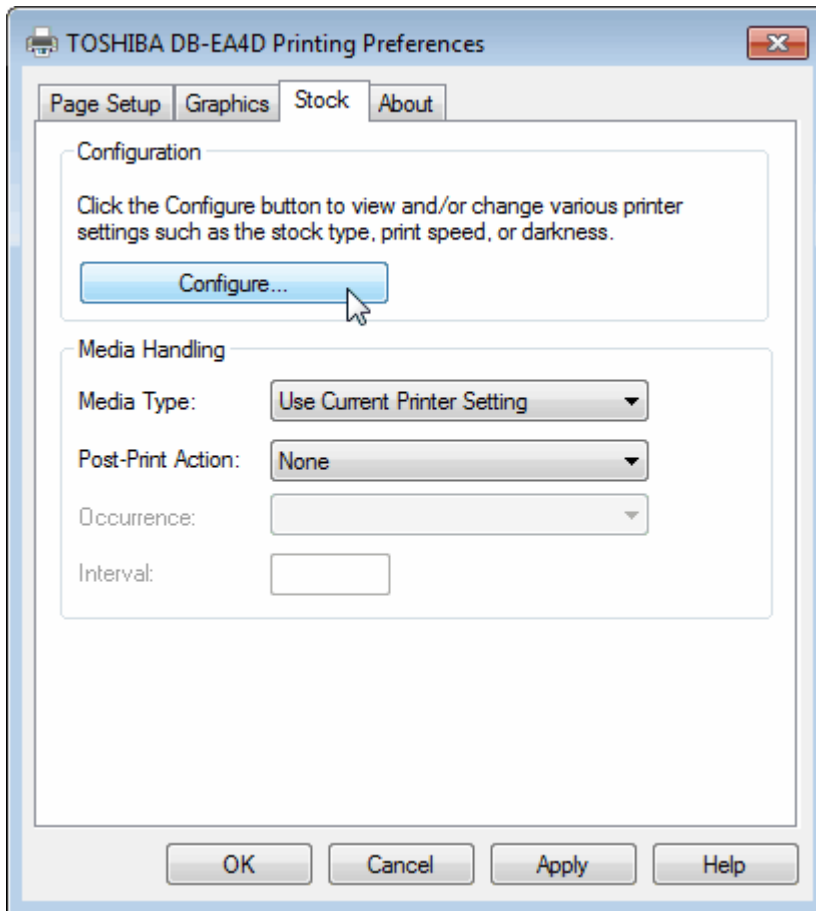 TOSHIBA DB-EA4D Printing Preferences
Page Setup Graphics Stock About
Configuration
Click the Configure button to view and/or change various printer
settings such as the stock type, print speed, or darkness.
Configure...
Media Handling
Media Type: Use Current Printer Setting
Post-Print Action: None
Occurrence:
Interval:
OK Cancel Apply Help